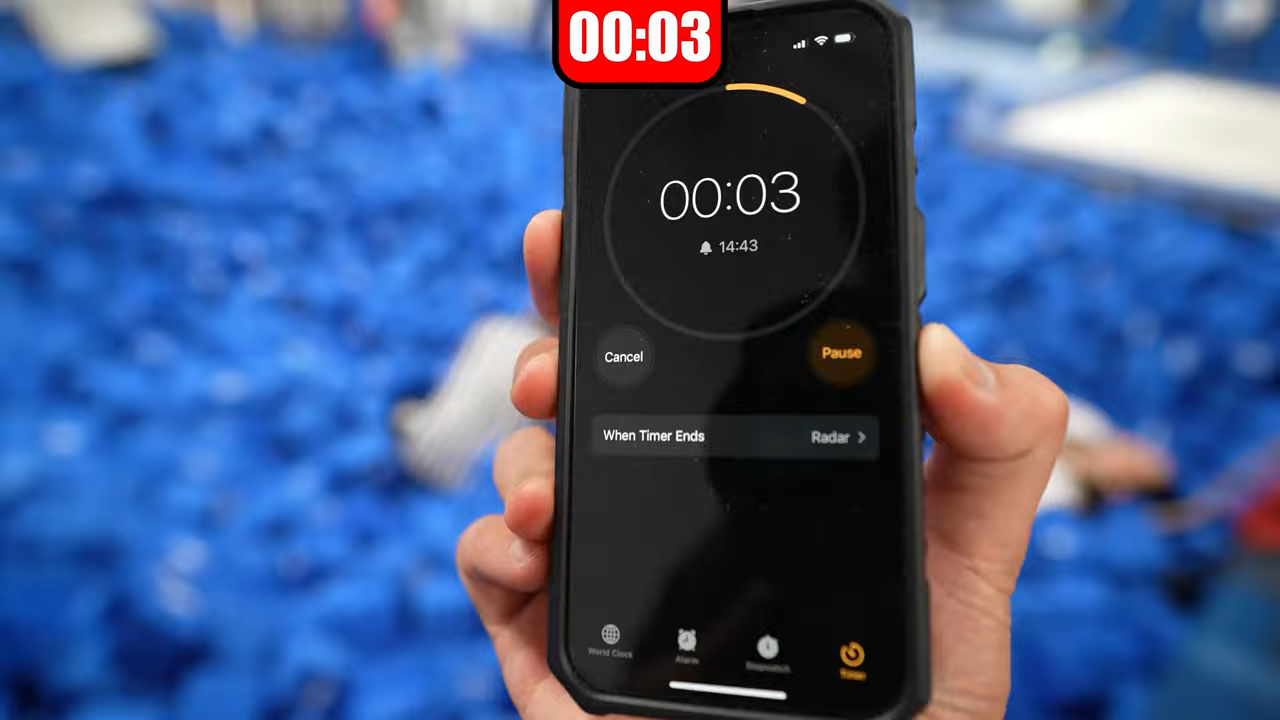 00:03
00:03
14:43
Cancel
Pause
When Timer Ends
Radar
World Clock
Alarm
Stopwatch
Timer